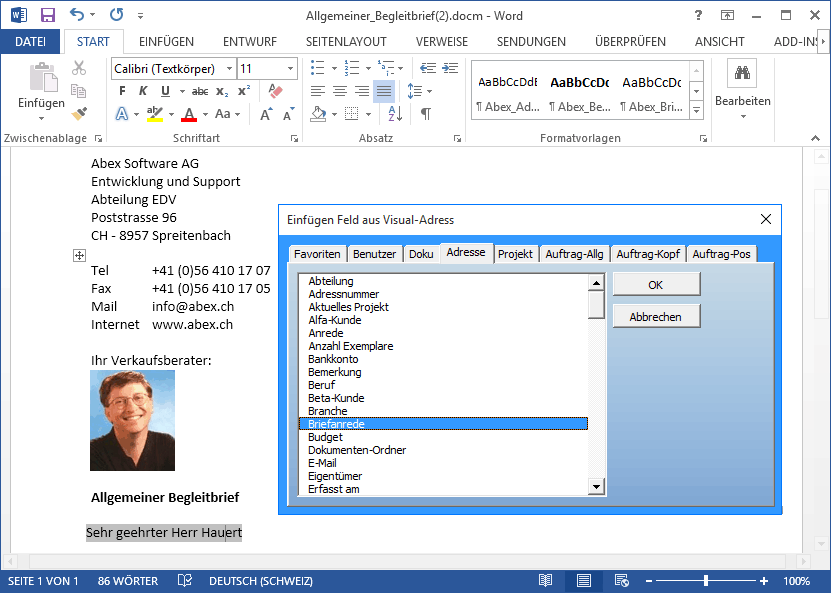 Allgemeiner_Begleitbrief(2).docm - Word
DATEI START EINFÜGEN ENTWURF SEITENLAYOUT VERWEISE SENDUNGEN ÜBERPRÜFEN ANSICHT ADD-INS
Einfügen
Calibri (Textkörper) 11
F K U abc x₂ x²
A ab A Aa A A
A Z ¶
AaBbCcDdE AaBbCcDc AaBbCcDc
¶ Abex_Ad... ¶ Abex_Be... ¶ Abex_Bri...
Bearbeiten
Zwischenablage Schriftart Absatz Formatvorlagen
Abex Software AG
Entwicklung und Support
Abteilung EDV
Poststrasse 96
CH - 8957 Spreitenbach
Tel +41 (0)56 410 17 07
Fax +41 (0)56 410 17 05
Mail info@abex.ch
Internet www.abex.ch
Ihr Verkaufsberater:
Allgemeiner Begleitbrief
Sehr geehrter Herr Hauert
Einfügen Feld aus Visual-Adress
Favoriten Benutzer Doku Adresse Projekt Auftrag-Allg Auftrag-Kopf Auftrag-Pos
Abteilung
Adressnummer
Aktuelles Projekt
Alfa-Kunde
Anrede
Anzahl Exemplare
Bankkonto
Bemerkung
Beruf
Beta-Kunde
Branche
Briefanrede
Budget
Dokumenten-Ordner
E-Mail
Eigentümer
Erfasst am
OK
Abbrechen
SEITE 1 VON 1 86 WÖRTER DEUTSCH (SCHWEIZ) 100%